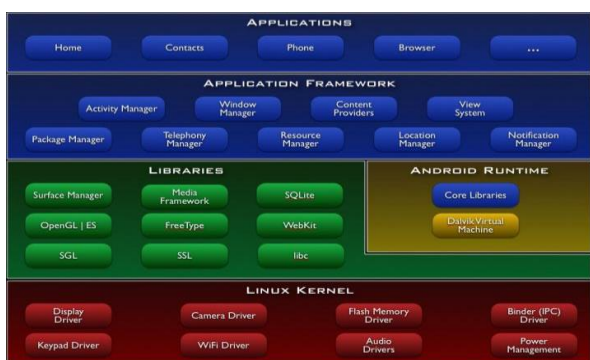 APPLICATIONS
Home
Contacts
Phone
Browser
...
APPLICATION FRAMEWORK
Activity Manager
Window
Manager
Content
Providers
View
System
Package Manager
Telephony
Manager
Resource
Manager
Location
Manager
Notification
Manager
LIBRARIES
Surface Manager
Media
Framework
SQLite
OpenGL | ES
FreeType
WebKit
SGL
SSL
libc
ANDROID RUNTIME
Core Libraries
Dalvik Virtual
Machine
LINUX KERNEL
Display
Driver
Camera Driver
Flash Memory
Driver
Binder (IPC)
Driver
Keypad Driver
WiFi Driver
Audio
Drivers
Power
Management